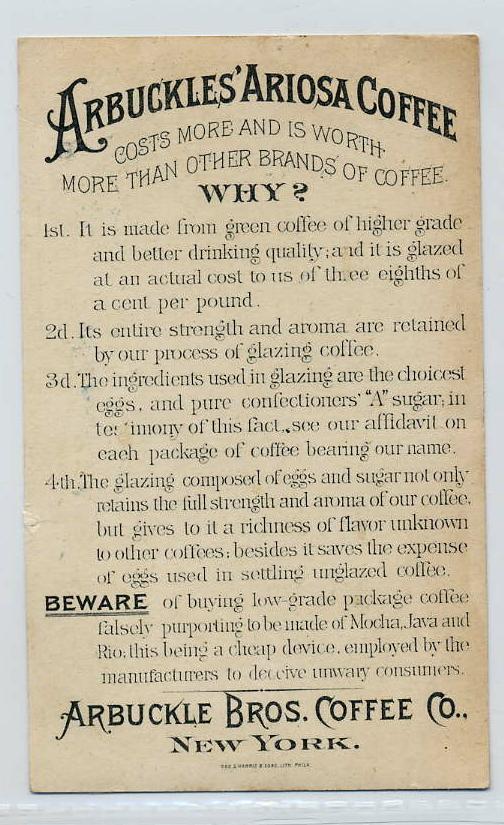 ARBUCKLES' ARIOSA COFFEE
COSTS MORE AND IS WORTH
MORE THAN OTHER BRANDS OF COFFEE.
WHY?
1st. It is made from green coffee of higher grade
and better drinking quality; and it is glazed
at an actual cost to us of three eighths of
a cent per pound.
2d. Its entire strength and aroma are retained
by our process of glazing coffee.
3d. The ingredients used in glazing are the choicest
eggs, and pure confectioners' "A" sugar; in
testimony of this fact, see our affidavit on
each package of coffee bearing our name.
4th. The glazing composed of eggs and sugar not only
retains the full strength and aroma of our coffee,
but gives to it a richness of flavor unknown
to other coffees; besides it saves the expense
of eggs used in settling unglazed coffee.
BEWARE of buying low-grade package coffee
falsely purporting to be made of Mocha, Java and
Rio; this being a cheap device, employed by the
manufacturers to deceive unwary consumers.
ARBUCKLE BROS. COFFEE CO.,
NEW YORK.
HARRIS & SONS, LITH. PHILA.